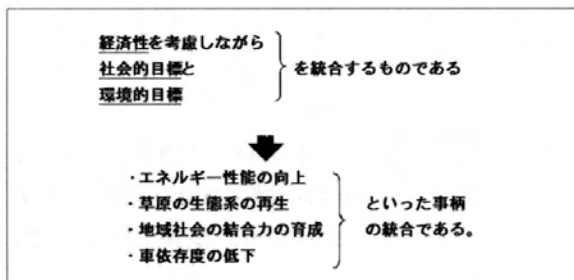 経済性を考慮しながら
社会的目標と
環境的目標
を統合するものである
・エネルギー性能の向上
・草原の生態系の再生
・地域社会の結合力の育成
・車依存度の低下
といった事柄
の統合である。